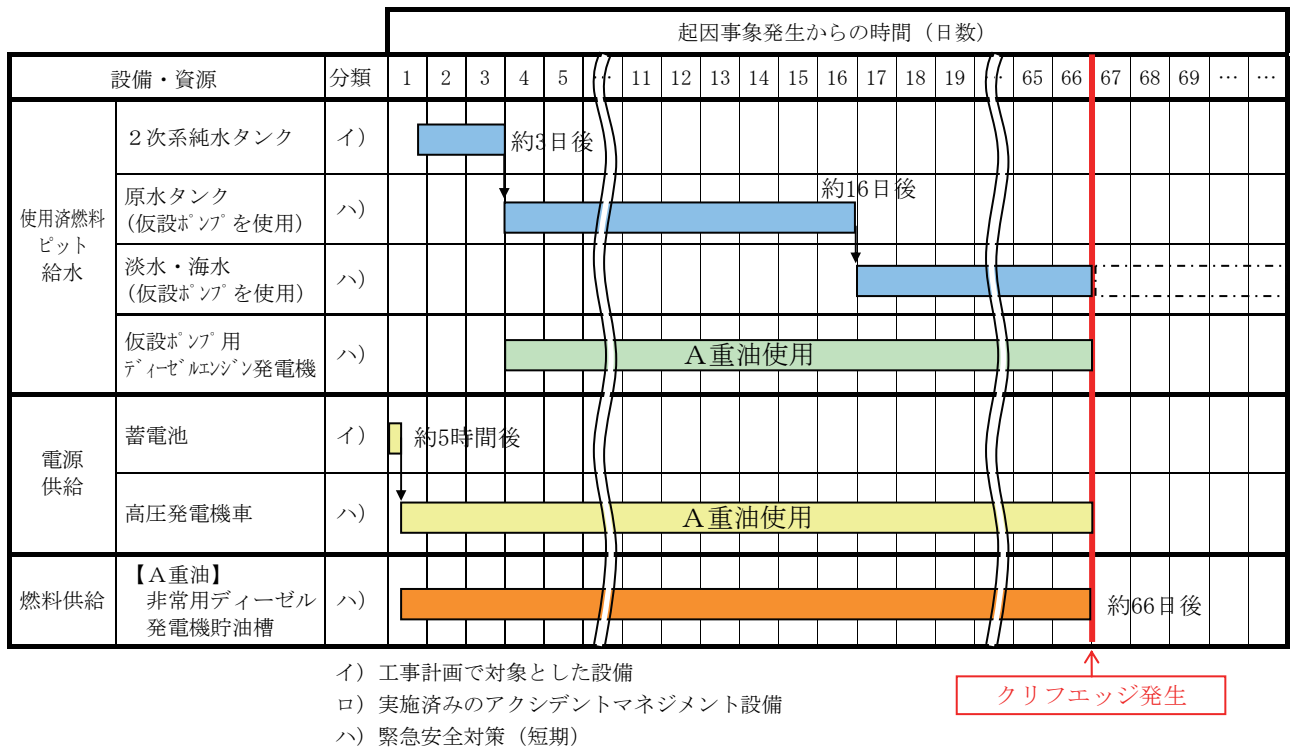 起因事象発生からの時間（日数）
設備・資源 分類 1 2 3 4 5 … 11 12 13 14 15 16 17 18 19 … 65 66 67 68 69 … …
使用済燃料
ピット
給水
２次系純水タンク イ） 約3日後
原水タンク
(仮設ﾎﾟﾝﾌﾟを使用) ハ） 約16日後
淡水・海水
(仮設ﾎﾟﾝﾌﾟを使用) ハ）
仮設ﾎﾟﾝﾌﾟ用
ﾃﾞｨｰｾﾞﾙｴﾝｼﾞﾝ発電機 ハ） Ａ重油使用
電源
供給
蓄電池 イ） 約5時間後
高圧発電機車 ハ） Ａ重油使用
燃料供給
【Ａ重油】
非常用ディーゼル
発電機貯油槽 ハ） 約66日後
クリフエッジ発生
イ）工事計画で対象とした設備
ロ）実施済みのアクシデントマネジメント設備
ハ）緊急安全対策（短期）